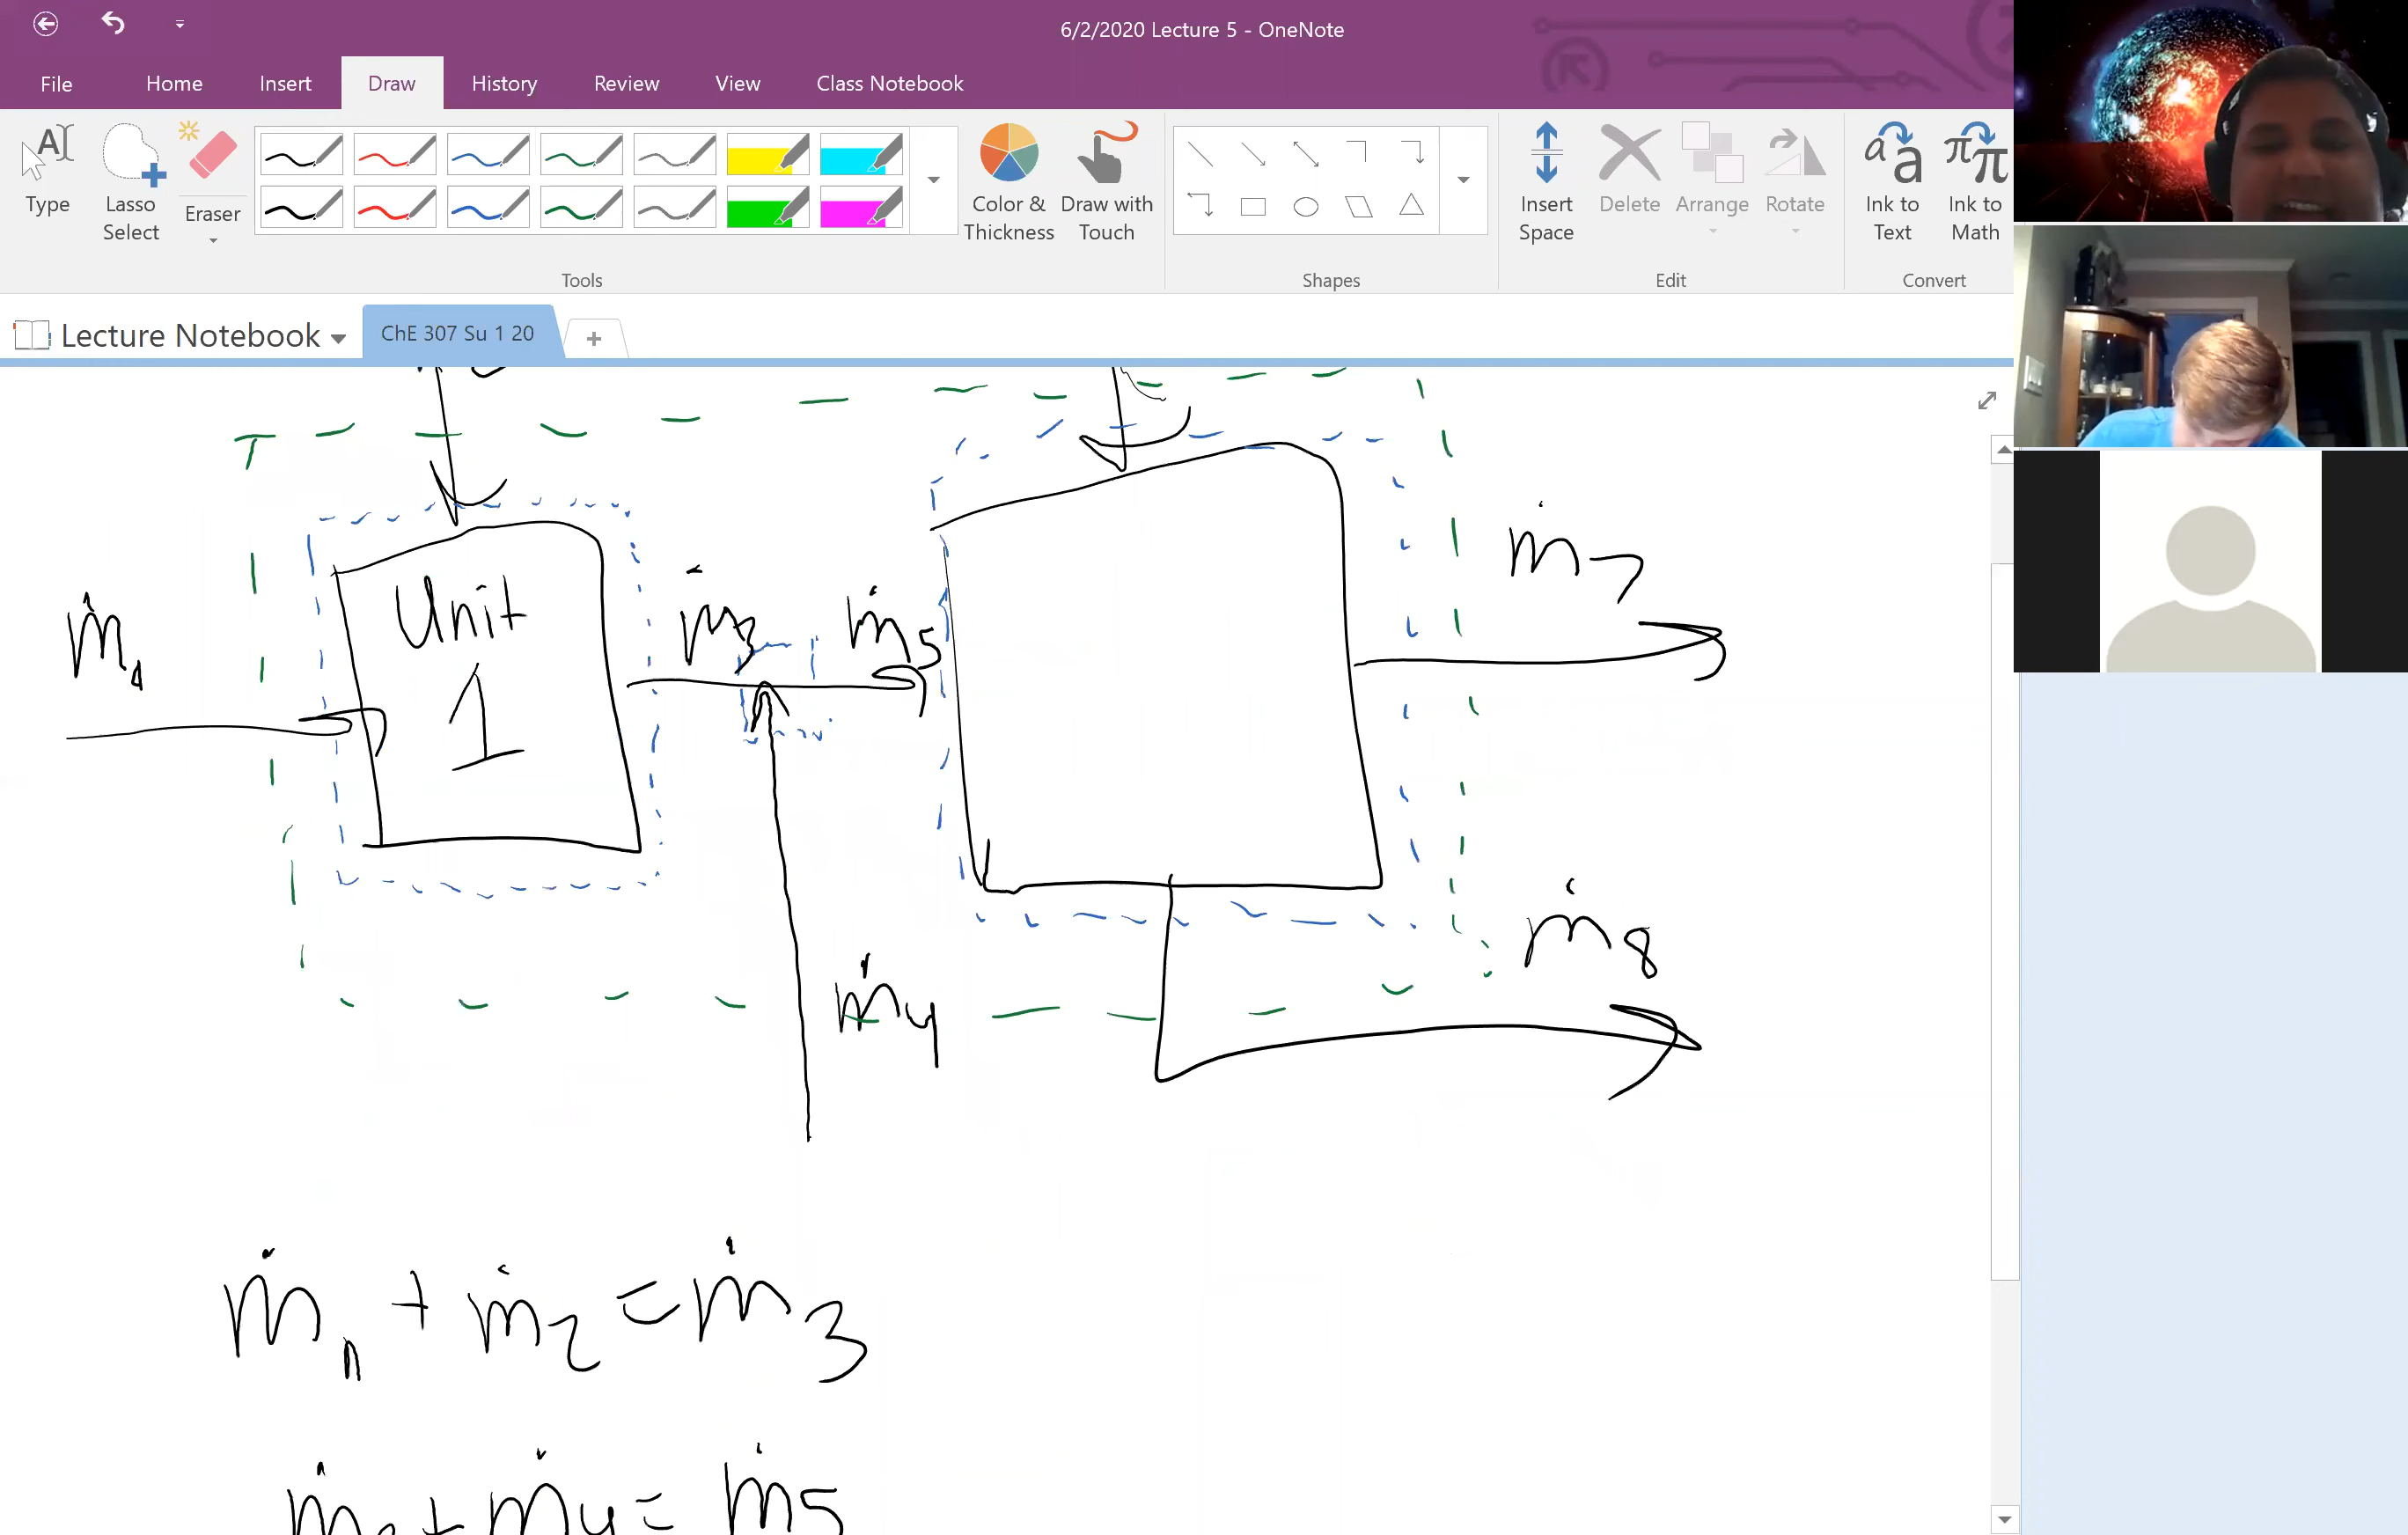 6/2/2020 Lecture 5 - OneNote
File Home Insert Draw History Review View Class Notebook
Type
Lasso Select
Eraser
Color & Thickness
Draw with Touch
Insert Space
Delete
Arrange
Rotate
Ink to Text
Ink to Math
Tools Shapes Edit Convert
Lecture Notebook
ChE 307 Su 1 20
Unit 1
ṁ1
ṁ3
ṁ5
ṁ7
ṁ4
ṁ8
ṁ1 + ṁ2 = ṁ3
ṁ3 + ṁ4 = ṁ5